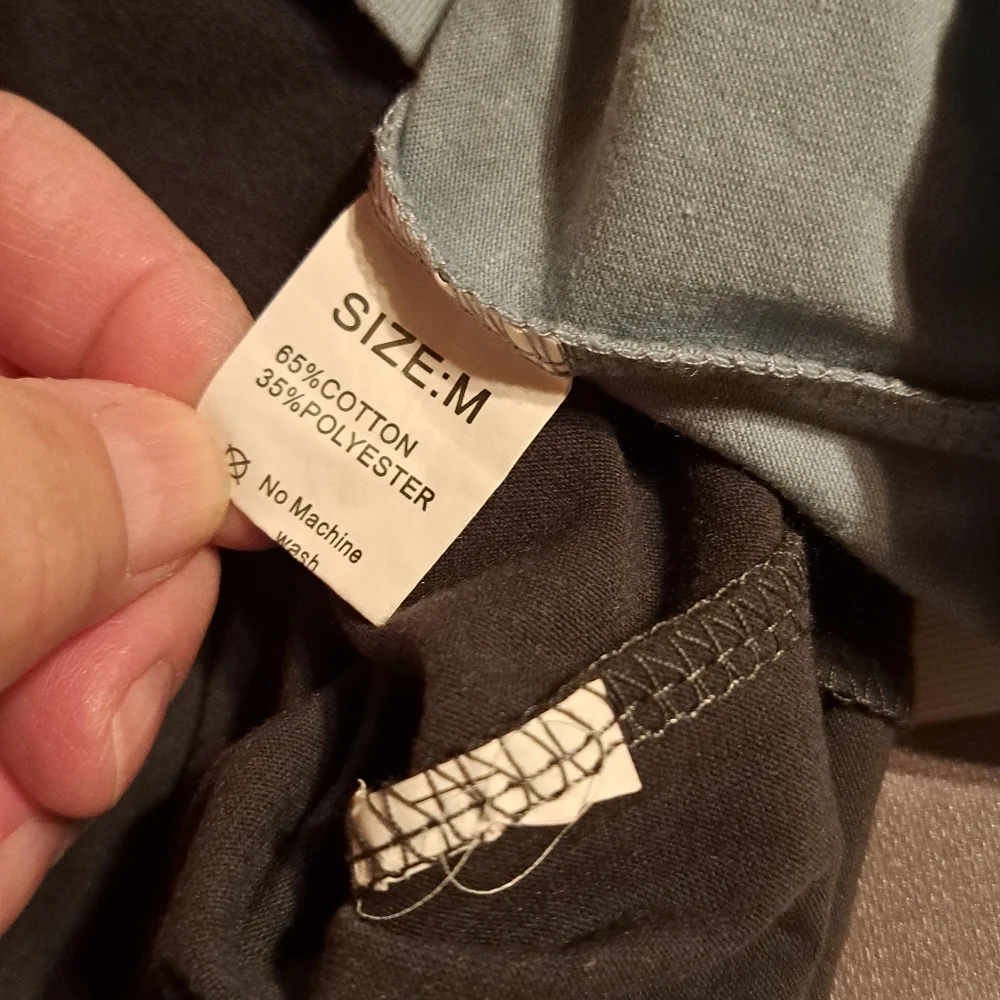 SIZE:M
65%COTTON
35%POLYESTER
No Machine
wash